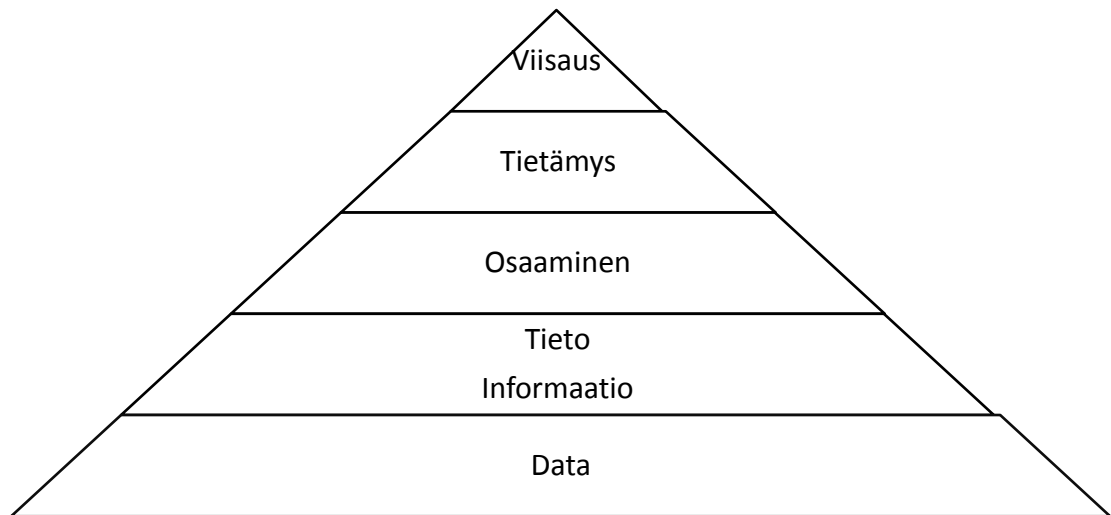 Viisaus
Tietämys
Osaaminen
Tieto
Informaatio
Data